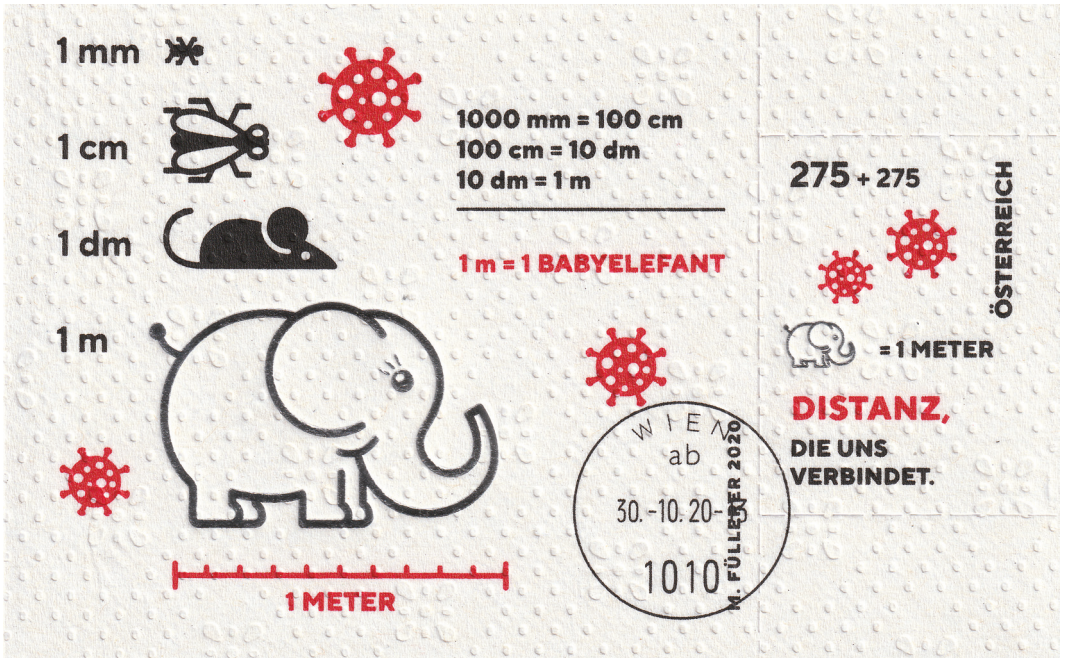 1 mm
1 cm
1 dm
1 m
1000 mm = 100 cm
100 cm = 10 dm
10 dm = 1 m
1 m = 1 BABYELEFANT
1 METER
WIEN
ab
30.-10.20-
1010
M. FÜLLERER 2020
275 + 275
ÖSTERREICH
= 1 METER
DISTANZ,
DIE UNS
VERBINDET.